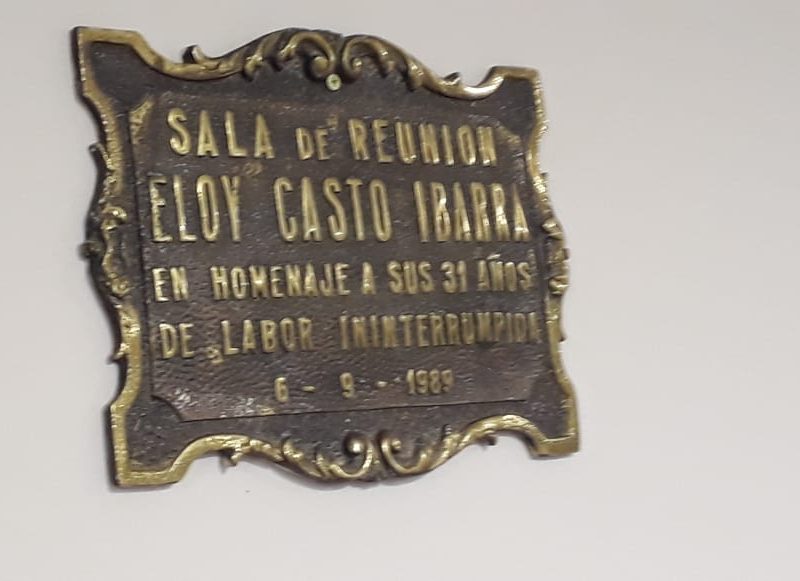 SALA DE REUNION
ELOY CASTO IBARRA
EN HOMENAJE A SUS 31 AÑOS
DE LABOR ININTERRUMPIDA
6 - 9 - 1989